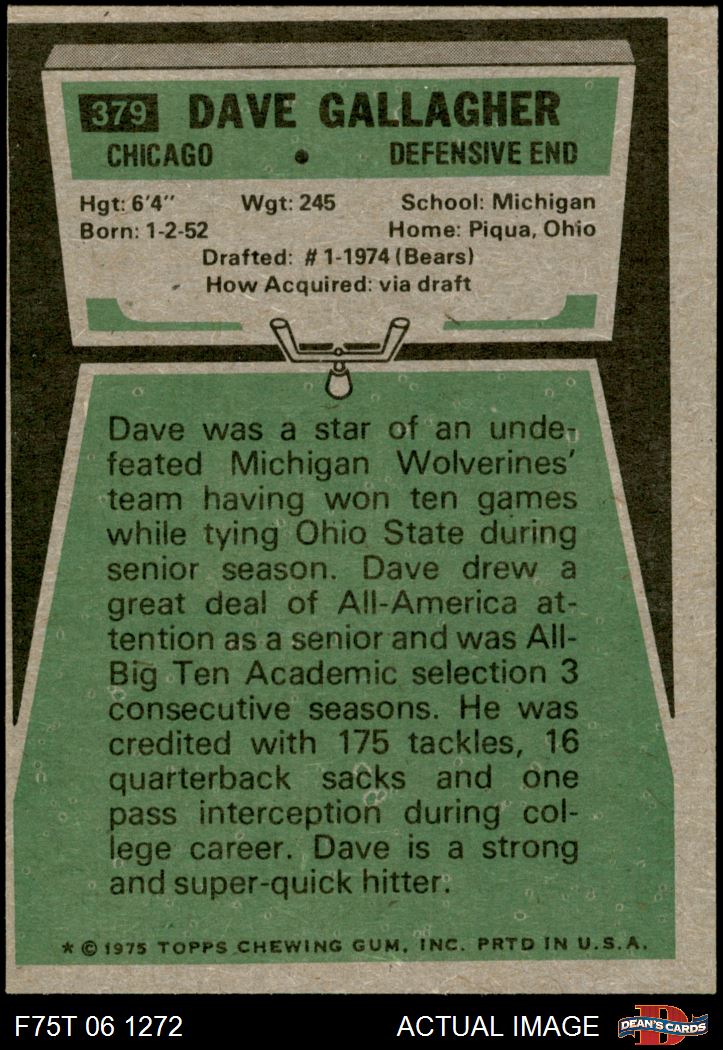 379 DAVE GALLAGHER
CHICAGO • DEFENSIVE END
Hgt: 6'4" Wgt: 245 School: Michigan
Born: 1-2-52 Home: Piqua, Ohio
Drafted: #1-1974 (Bears)
How Acquired: via draft
Dave was a star of an unde-
feated Michigan Wolverines'
team having won ten games
while tying Ohio State during
senior season. Dave drew a
great deal of All-America at-
tention as a senior and was All-
Big Ten Academic selection 3
consecutive seasons. He was
credited with 175 tackles, 16
quarterback sacks and one
pass interception during col-
lege career. Dave is a strong
and super-quick hitter.
* © 1975 TOPPS CHEWING GUM, INC. PRTD IN U.S.A.
F75T 06 1272 ACTUAL IMAGE DEAN'S CARDS